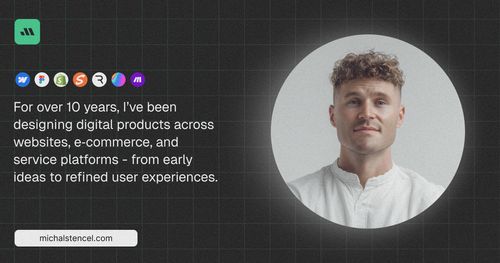 For over 10 years, I've been
designing digital products across
websites, e-commerce, and
service platforms - from early
ideas to refined user experiences.
michalstencel.com